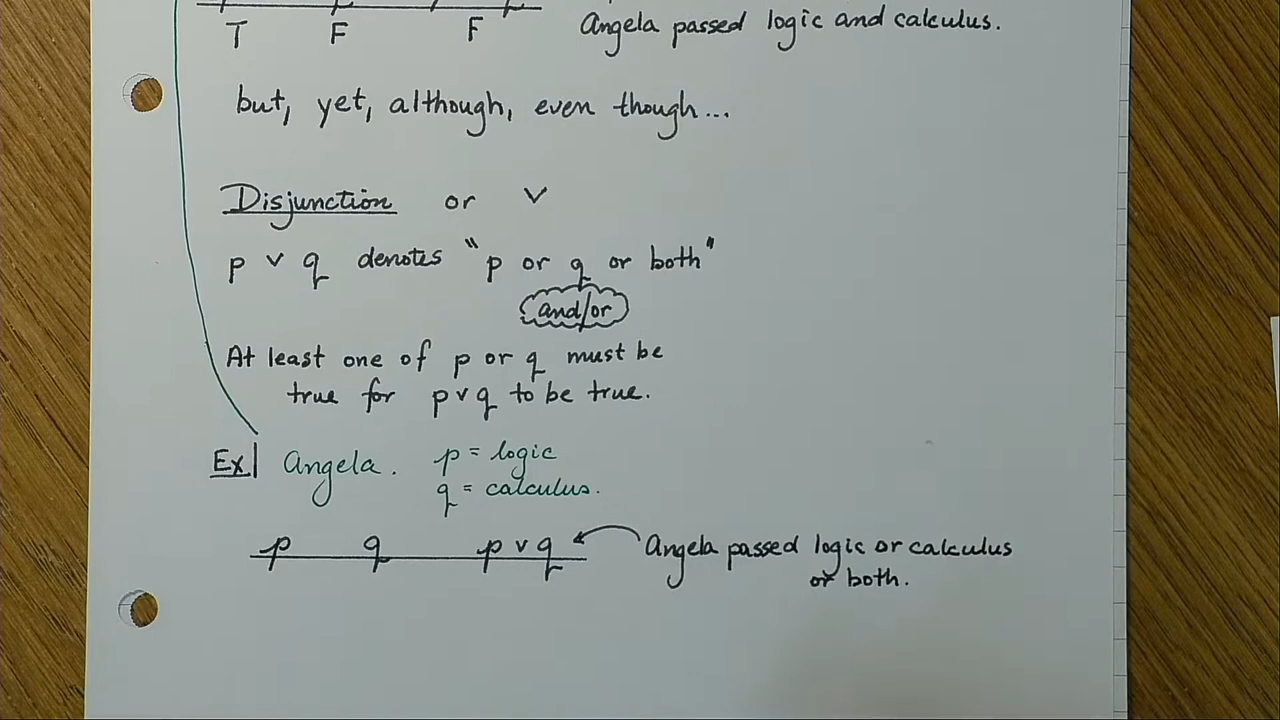 T F F Angela passed logic and calculus.
but, yet, although, even though...
Disjunction or ∨
p ∨ q denotes "p or q or both"
and/or
At least one of p or q must be
true for p∨q to be true.
Ex| Angela. p = logic
q = calculus.
p q p ∨ q Angela passed logic or calculus
or both.